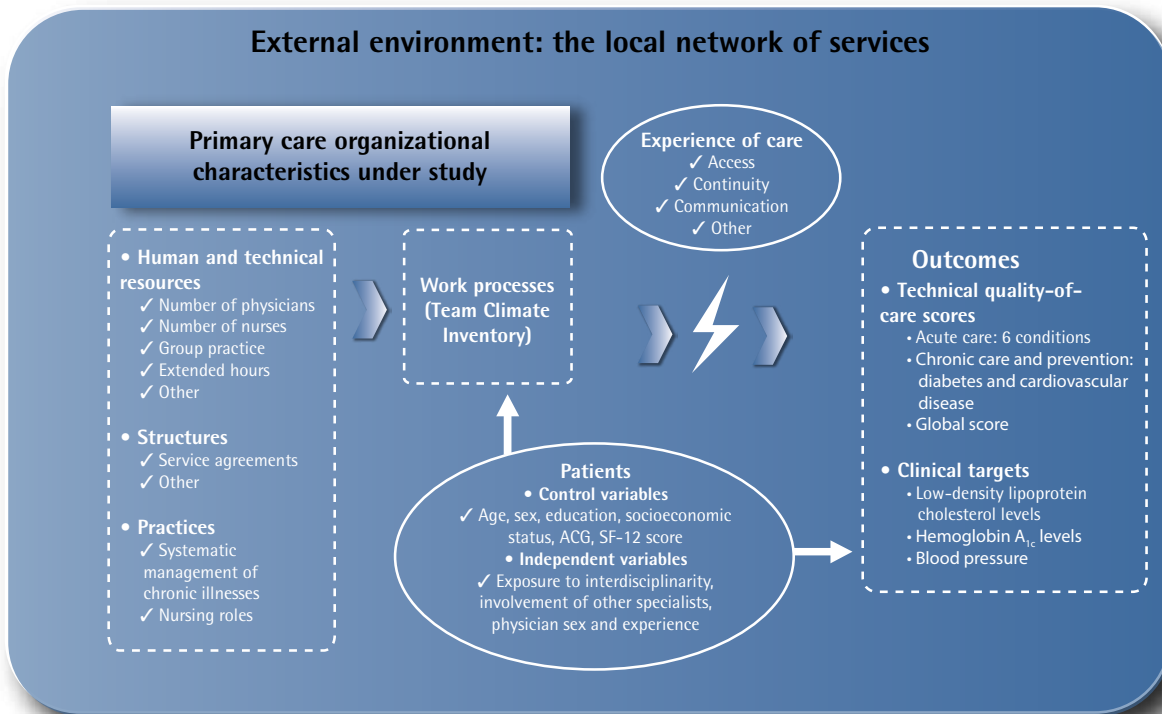 External environment: the local network of services
Primary care organizational
characteristics under study
Experience of care
✓ Access
✓ Continuity
✓ Communication
✓ Other
• Human and technical
resources
✓ Number of physicians
✓ Number of nurses
✓ Group practice
✓ Extended hours
✓ Other
• Structures
✓ Service agreements
✓ Other
• Practices
✓ Systematic
management of
chronic illnesses
✓ Nursing roles
Work processes
(Team Climate
Inventory)
Patients
• Control variables
✓ Age, sex, education, socioeconomic
status, ACG, SF-12 score
• Independent variables
✓ Exposure to interdisciplinarity,
involvement of other specialists,
physician sex and experience
Outcomes
• Technical quality-of-
care scores
• Acute care: 6 conditions
• Chronic care and prevention:
diabetes and cardiovascular
disease
• Global score
• Clinical targets
• Low-density lipoprotein
cholesterol levels
• Hemoglobin A1c levels
• Blood pressure